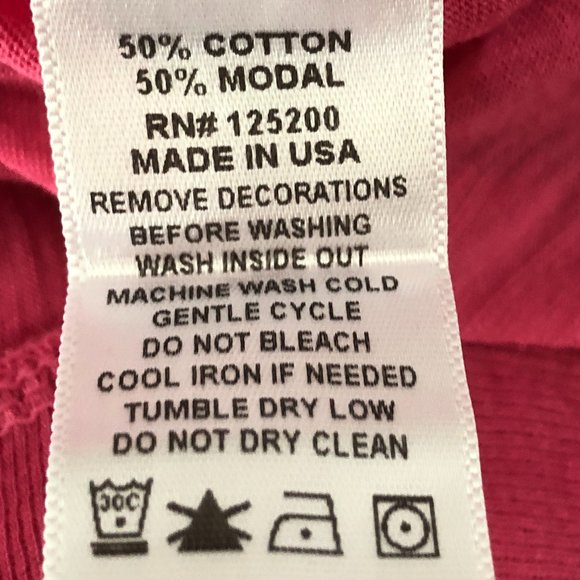 50% COTTON
50% MODAL
RN# 125200
MADE IN USA
REMOVE DECORATIONS
BEFORE WASHING
WASH INSIDE OUT
MACHINE WASH COLD
GENTLE CYCLE
DO NOT BLEACH
COOL IRON IF NEEDED
TUMBLE DRY LOW
DO NOT DRY CLEAN
30C